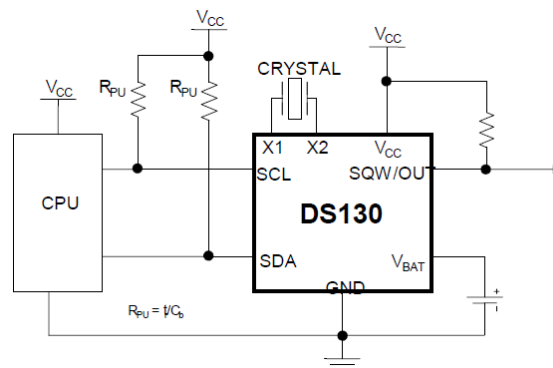 VCC
VCC
VCC
RPU
RPU
CRYSTAL
X1
X2
VCC
SCL
SQW/OUT
CPU
DS130
SDA
VBAT
GND
RPU = t/Cb
+
-